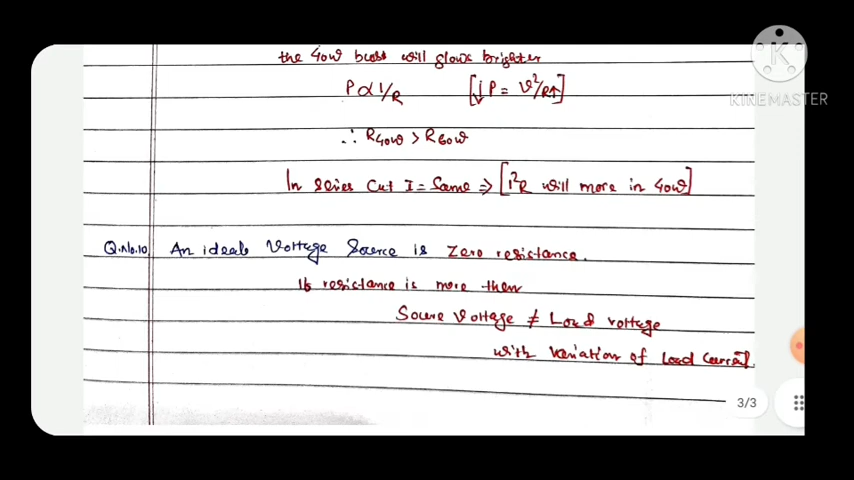 the 40w bulb will glows brighter
P ∝ 1/R [↓P = V²/R↑]
∴ R40w > R60w
In series Cut I = Same ⇒ [I²R will more in 40w]
Q.No.10 An ideal Voltage Source is Zero resistance.
If resistance is more then
Source Voltage ≠ Load voltage
with variation of load current
3/3
KINEMASTER